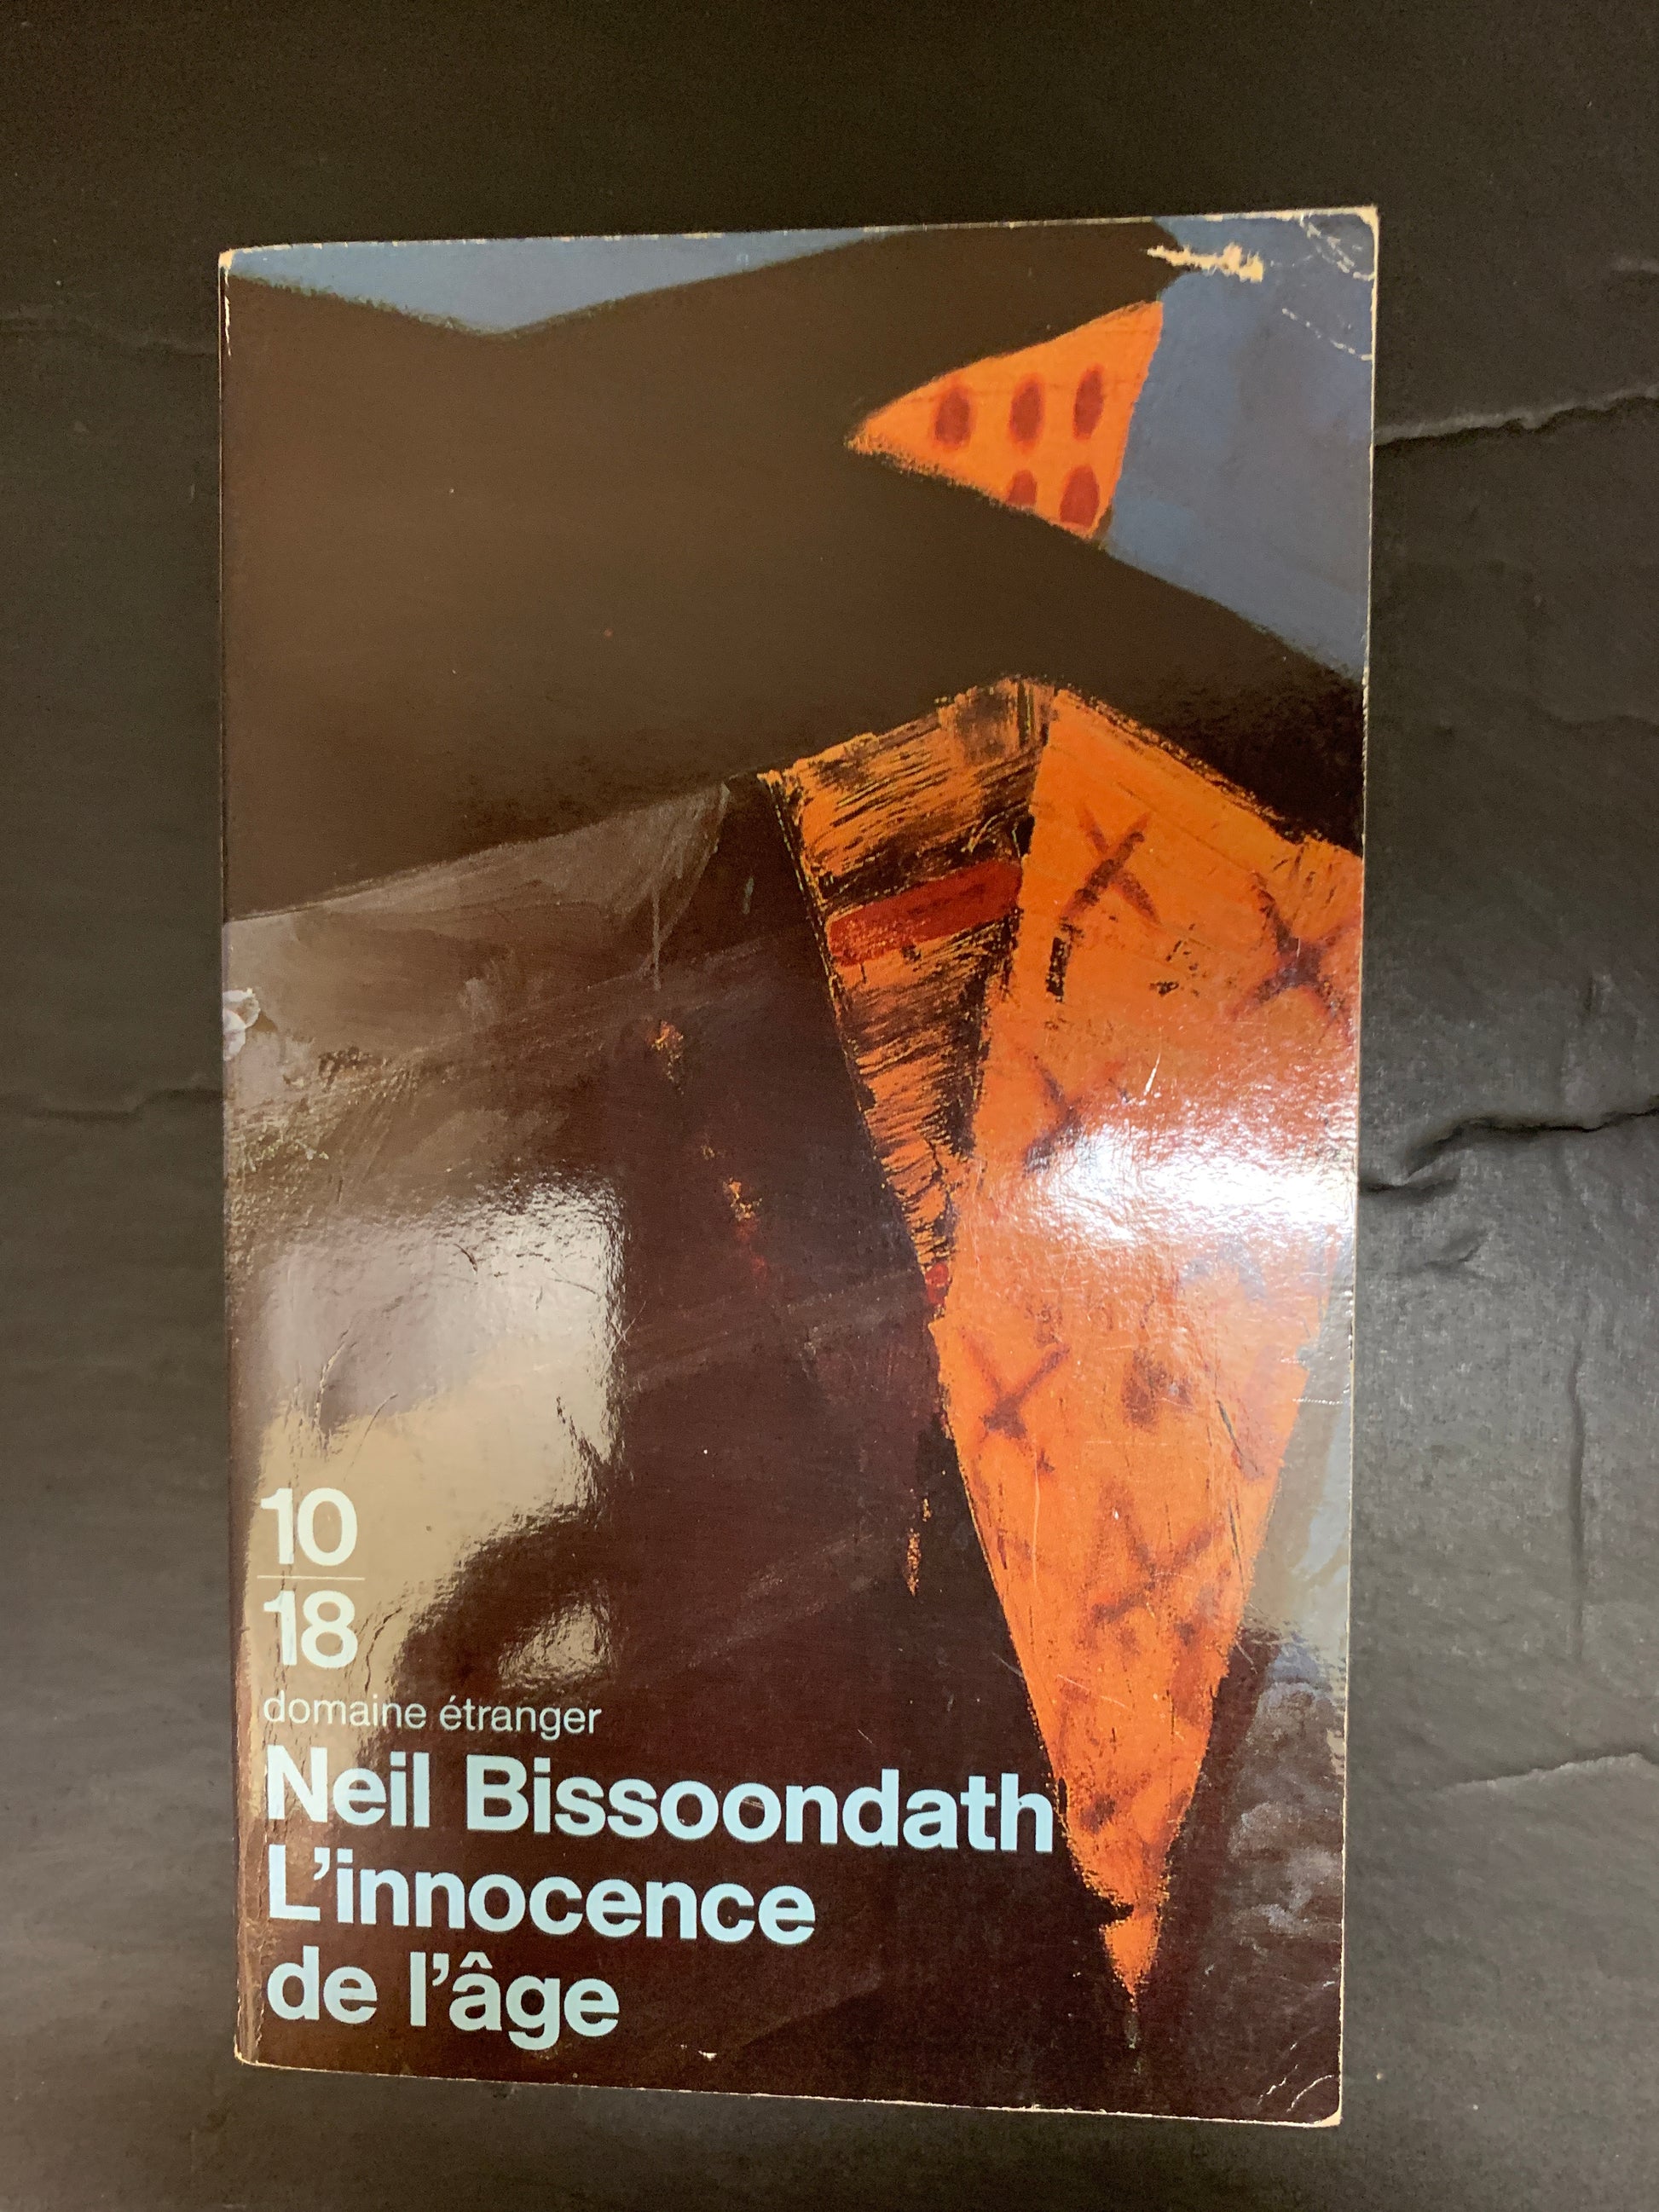 10
18
domaine étranger
Neil Bissoondath
L'innocence
de l'âge